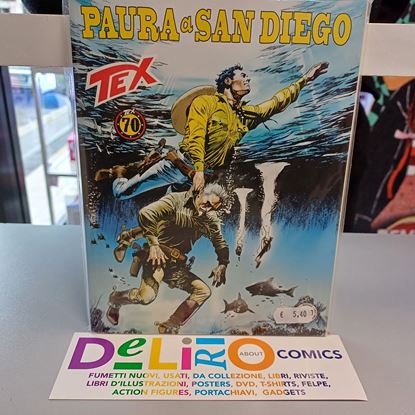 PAURA a SAN DIEGO
TEX
70
€ 5,40
DeLiRiO ABOUT COMICS
FUMETTI NUOVI, USATI, DA COLLEZIONE, LIBRI, RIVISTE,
LIBRI D'ILLUSTRAZIONI, POSTERS, DVD, T-SHIRTS, FELPE,
ACTION FIGURES, PORTACHIAVI, GADGETS